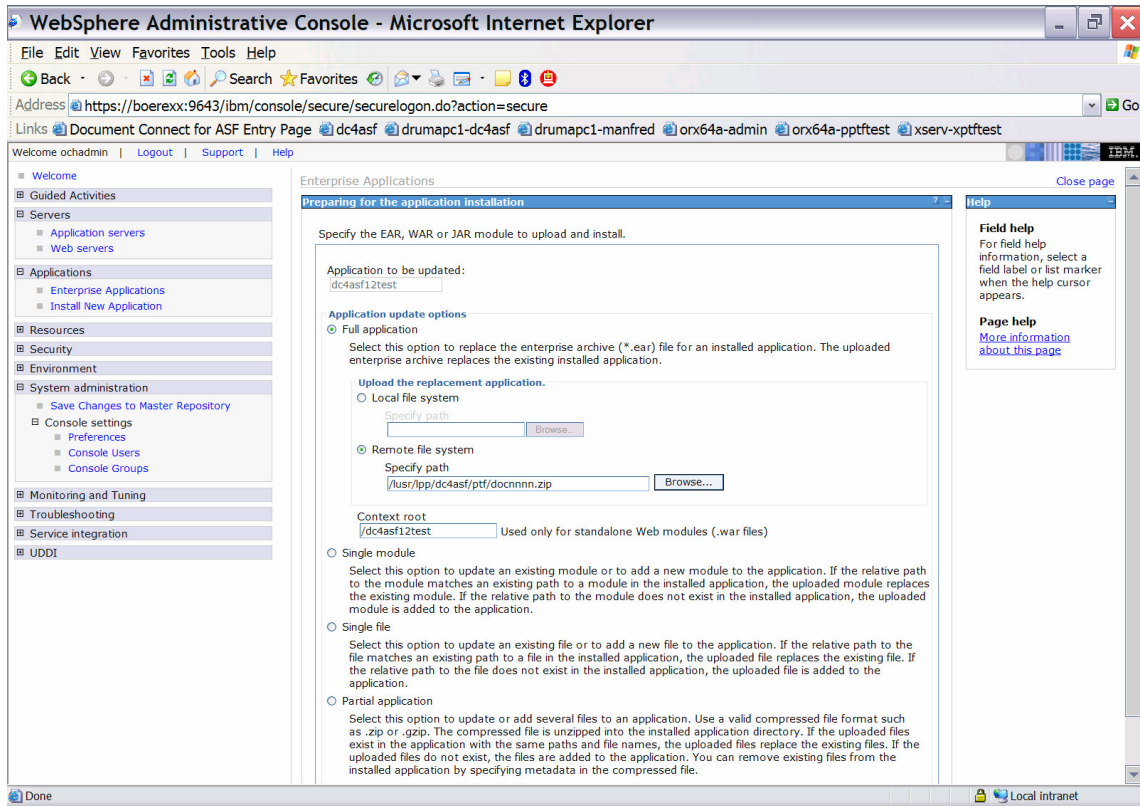 WebSphere Administrative Console - Microsoft Internet Explorer
File Edit View Favorites Tools Help
Back Search Favorites
Address https://boerexx:9643/ibm/console/secure/securelogon.do?action=secure Go
Links Document Connect for ASF Entry Page dc4asf drumapc1-dc4asf drumapc1-manfred orx64a-admin orx64a-pptftest xserv-xptftest
Welcome ochadmin | Logout | Support | Help IBM.
Welcome
Guided Activities
Servers
Application servers
Web servers
Applications
Enterprise Applications
Install New Application
Resources
Security
Environment
System administration
Save Changes to Master Repository
Console settings
Preferences
Console Users
Console Groups
Monitoring and Tuning
Troubleshooting
Service integration
UDDI
Enterprise Applications
Close page
Preparing for the application installation ? -
Specify the EAR, WAR or JAR module to upload and install.
Application to be updated:
dc4asf12test
Application update options
Full application
Select this option to replace the enterprise archive (*.ear) file for an installed application. The uploaded
enterprise archive replaces the existing installed application.
Upload the replacement application.
Local file system
Specify path
Browse...
Remote file system
Specify path
/lusr/lpp/dc4asf/ptf/docnnnn.zip Browse...
Context root
/dc4asf12test Used only for standalone Web modules (.war files)
Single module
Select this option to update an existing module or to add a new module to the application. If the relative path
to the module matches an existing path to a module in the installed application, the uploaded module replaces
the existing module. If the relative path to the module does not exist in the installed application, the uploaded
module is added to the application.
Single file
Select this option to update an existing file or to add a new file to the application. If the relative path to the
file matches an existing path to a file in the installed application, the uploaded file replaces the existing file. If
the relative path to the file does not exist in the installed application, the uploaded file is added to the
application.
Partial application
Select this option to update or add several files to an application. Use a valid compressed file format such
as .zip or .gzip. The compressed file is unzipped into the installed application directory. If the uploaded files
exist in the application with the same paths and file names, the uploaded files replace the existing files. If the
uploaded files do not exist, the files are added to the application. You can remove existing files from the
installed application by specifying metadata in the compressed file.
Help -
Field help
For field help
information, select a
field label or list marker
when the help cursor
appears.
Page help
More information
about this page
Done
Local intranet